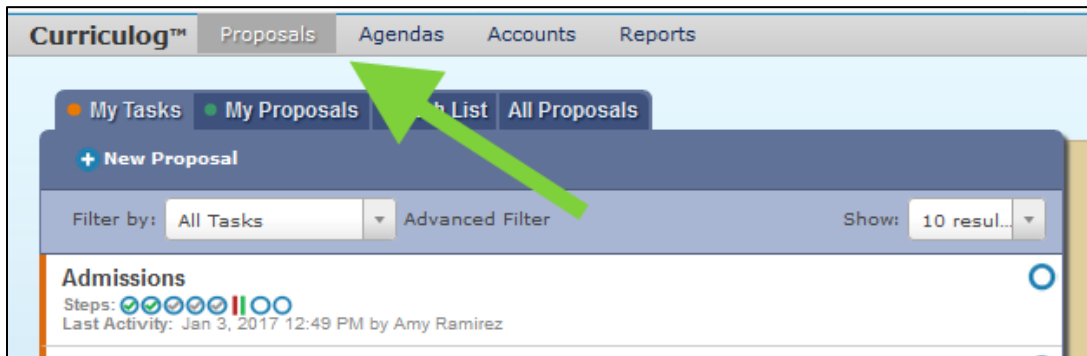 Curriculog™ Proposals Agendas Accounts Reports
My Tasks My Proposals List All Proposals
New Proposal
Filter by: All Tasks Advanced Filter Show: 10 resul...
Admissions
Steps:
Last Activity: Jan 3, 2017 12:49 PM by Amy Ramirez